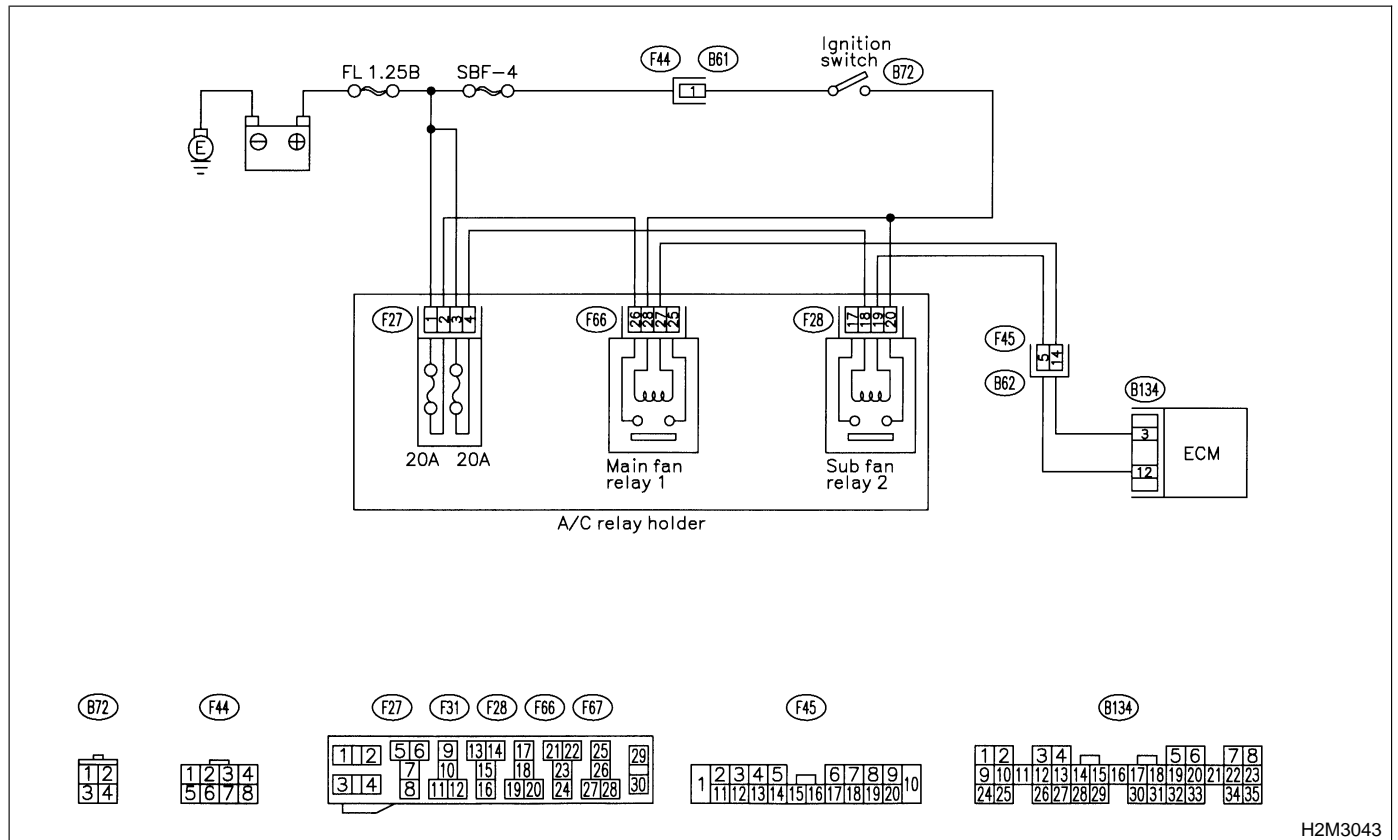 Ignition
switch
F44 B61 B72
FL 1.25B SBF-4
1
E ⊖ ⊕
F27 1 2 3 4
F66 26 28 27 25
F28 17 18 19 20
F45
5 14
B62
B134
3
12
ECM
20A 20A
Main fan
relay 1
Sub fan
relay 2
A/C relay holder
B72 F44 F27 F31 F28 F66 F67 F45 B134
1 2
3 4
1 2 3 4
5 6 7 8
1 2 5 6 9 13 14 17 21 22 25 29
7 10 15 18 23 26
3 4 8 11 12 16 19 20 24 27 28 30
1 2 3 4 5 6 7 8 9 10
11 12 13 14 15 16 17 18 19 20
1 2 3 4 5 6 7 8
9 10 11 12 13 14 15 16 17 18 19 20 21 22 23
24 25 26 27 28 29 30 31 32 33 34 35
H2M3043